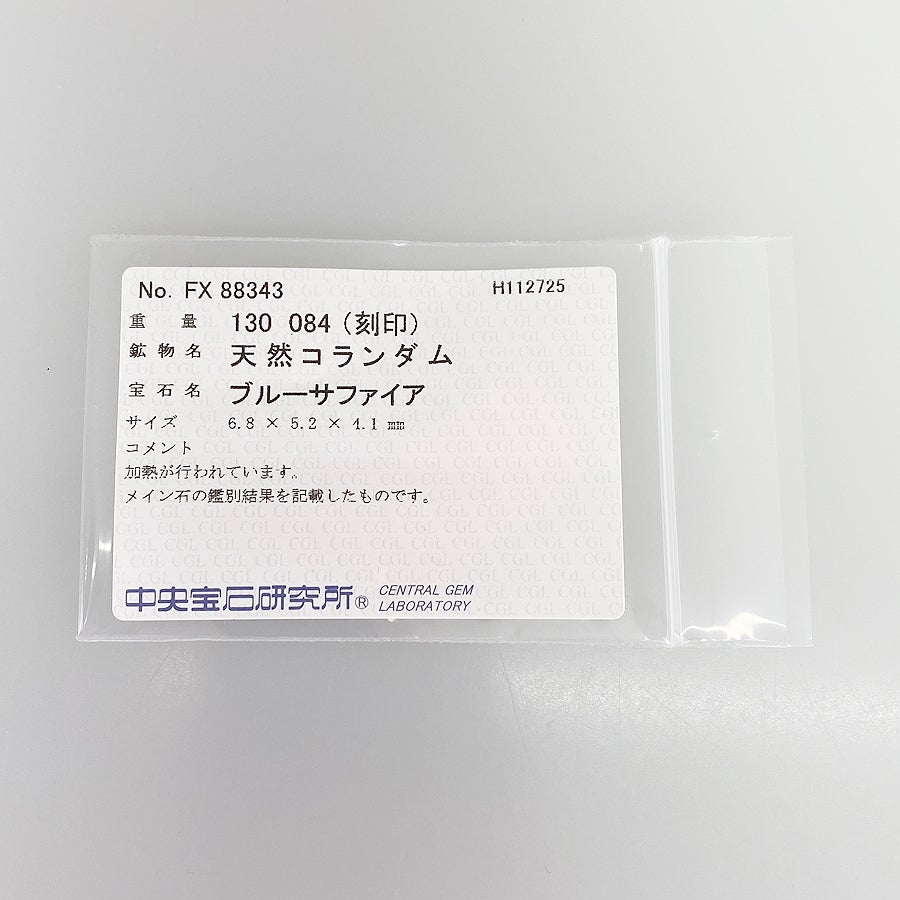 No. FX 88343 H112725
重量 130 084 (刻印)
鉱物名 天然コランダム
宝石名 ブルーサファイア
サイズ 6.8 × 5.2 × 4.1 mm
コメント
加熱が行われています。
メイン石の鑑別結果を記載したものです。
中央宝石研究所® CENTRAL GEM
LABORATORY